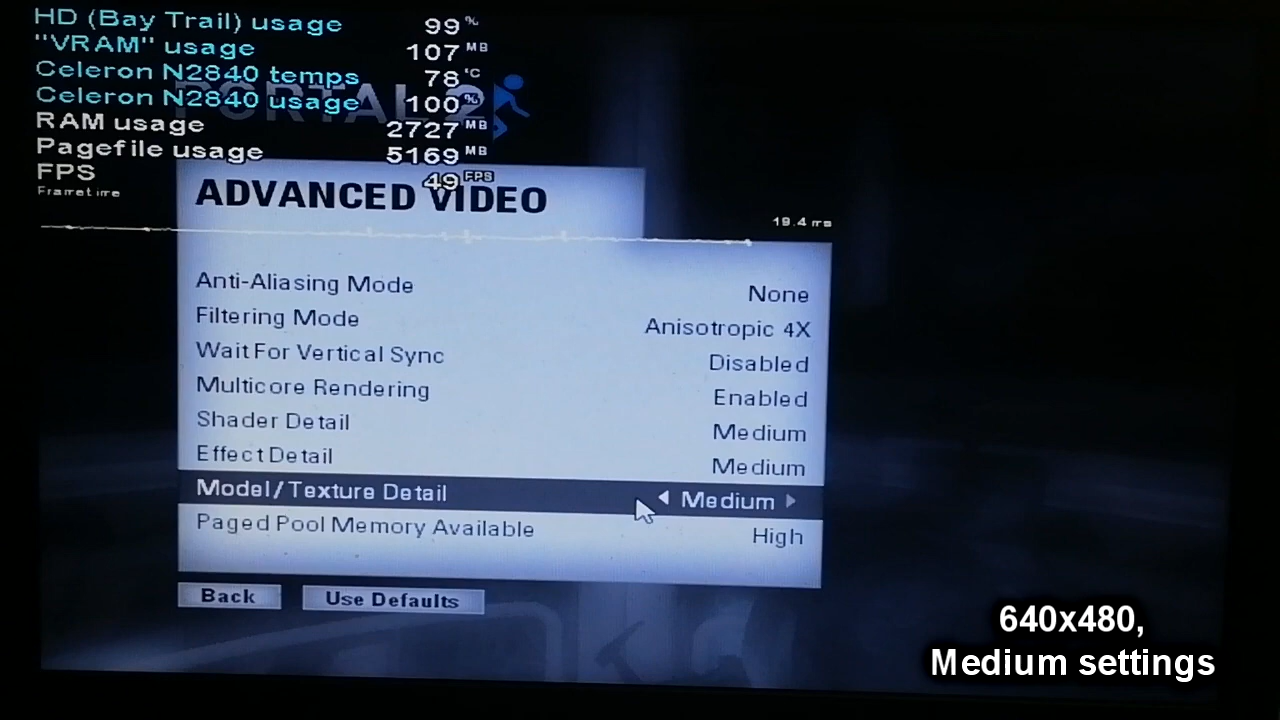 HD (Bay Trail) usage 99 %
"VRAM" usage 107 MB
Celeron N2840 temps 78 °C
Celeron N2840 usage 100 %
RAM usage 2727 MB
Pagefile usage 5169 MB
FPS 49 FPS
Frametime
19.4 ms
PORTAL 2
ADVANCED VIDEO
Anti-Aliasing Mode None
Filtering Mode Anisotropic 4X
Wait For Vertical Sync Disabled
Multicore Rendering Enabled
Shader Detail Medium
Effect Detail Medium
Model/Texture Detail Medium
Paged Pool Memory Available High
Back Use Defaults
640x480,
Medium settings